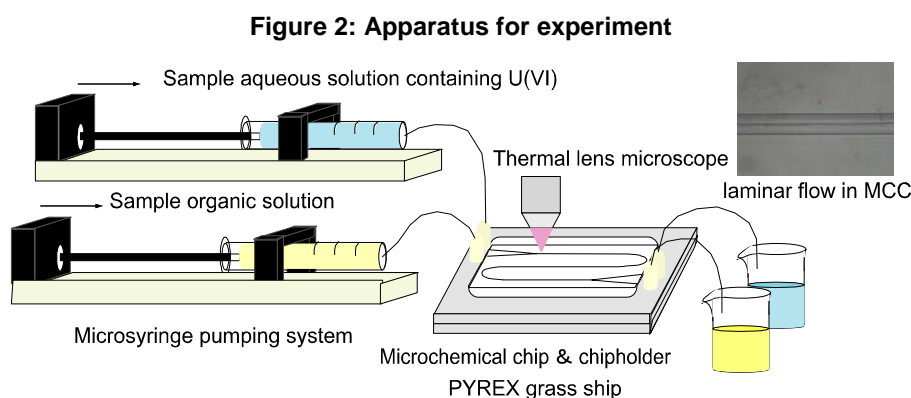 Figure 2: Apparatus for experiment
Sample aqueous solution containing U(VI)
Thermal lens microscope
laminar flow in MCC
Sample organic solution
Microsyringe pumping system
Microchemical chip & chipholder
PYREX grass ship